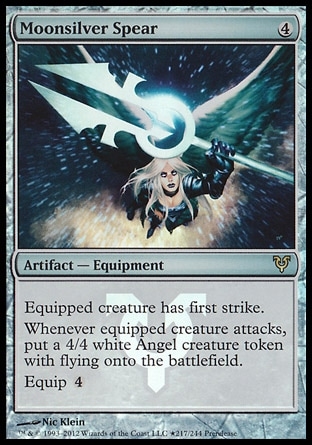 Moonsilver Spear 4
Artifact — Equipment
Equipped creature has first strike.
Whenever equipped creature attacks,
put a 4/4 white Angel creature token
with flying onto the battlefield.
Equip 4
Nic Klein
™ & © 1993–2012 Wizards of the Coast LLC ★217/244 Prerelease